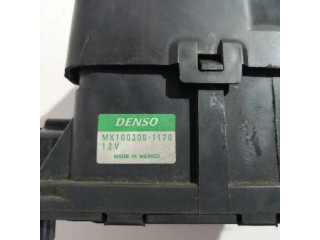 DENSO
MX100300-1170
12V
MADE IN MEXICO